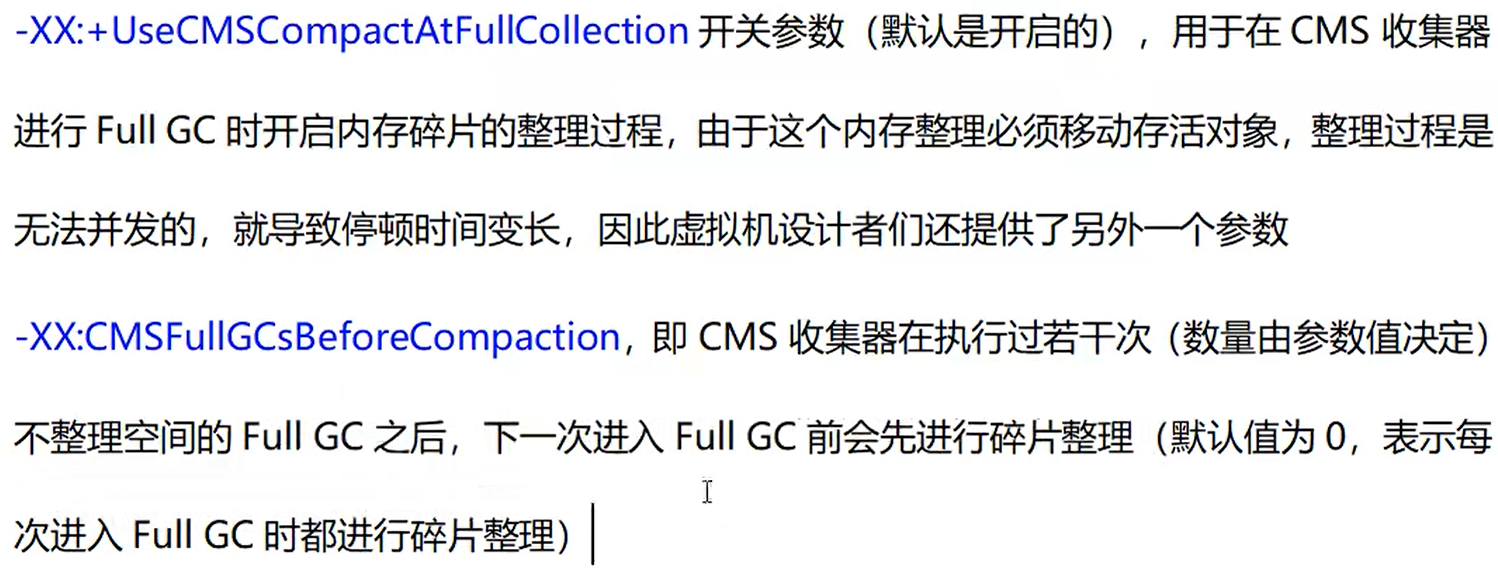 -XX:+UseCMSCompactAtFullCollection 开关参数（默认是开启的），用于在 CMS 收集器
进行 Full GC 时开启内存碎片的整理过程，由于这个内存整理必须移动存活对象，整理过程是
无法并发的，就导致停顿时间变长，因此虚拟机设计者们还提供了另外一个参数
-XX:CMSFullGCsBeforeCompaction，即 CMS 收集器在执行过若干次（数量由参数值决定）
不整理空间的 Full GC 之后，下一次进入 Full GC 前会先进行碎片整理（默认值为 0，表示每
次进入 Full GC 时都进行碎片整理）